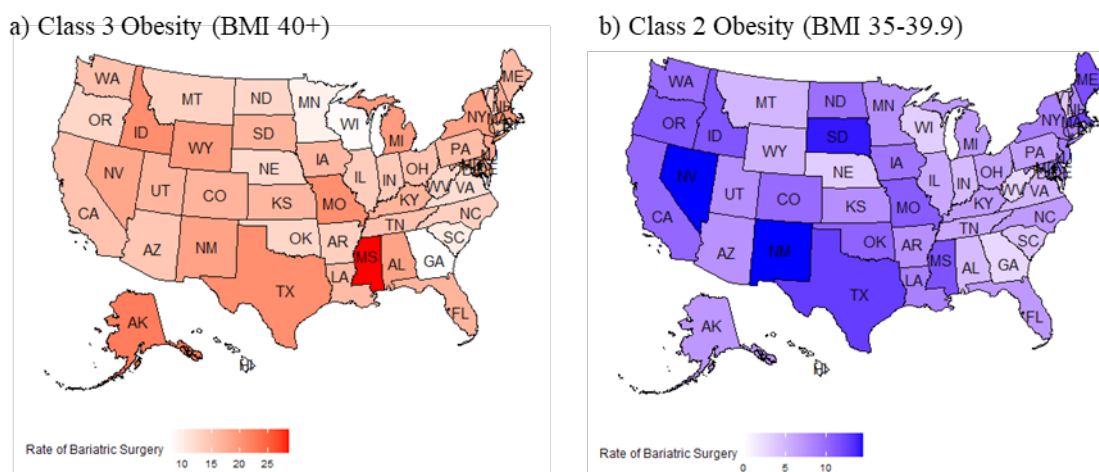 a) Class 3 Obesity (BMI 40+)
b) Class 2 Obesity (BMI 35-39.9)
WA
MT
ND
MN
ME
OR
ID
WY
SD
WI
MI
NY
NE
IA
PA
NV
UT
CO
KS
MO
IL
IN
OH
WV
VA
KY
CA
AZ
NM
OK
AR
TN
NC
SC
TX
LA
MS
AL
GA
FL
AK
HI
Rate of Bariatric Surgery
10 15 20 25
WA
MT
ND
MN
ME
OR
ID
WY
SD
WI
MI
NY
NE
IA
PA
NV
UT
CO
KS
MO
IL
IN
OH
WV
VA
KY
CA
AZ
NM
OK
AR
TN
NC
SC
TX
LA
MS
AL
GA
FL
AK
HI
Rate of Bariatric Surgery
0 5 10